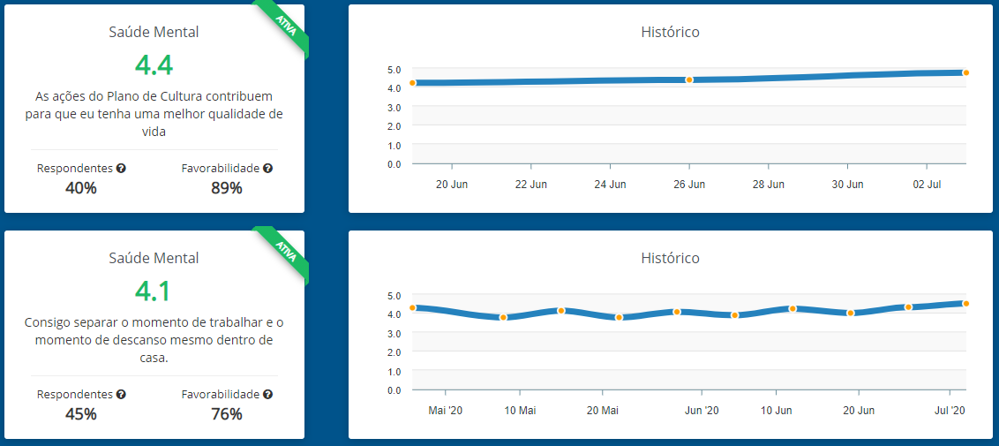 ATIVA
Saúde Mental
4.4
As ações do Plano de Cultura contribuem
para que eu tenha uma melhor qualidade de
vida
Respondentes ?
Favorabilidade ?
40%
89%
Histórico
5.0
4.0
3.0
2.0
1.0
0.0
20 Jun 22 Jun 24 Jun 26 Jun 28 Jun 30 Jun 02 Jul
ATIVA
Saúde Mental
4.1
Consigo separar o momento de trabalhar e o
momento de descanso mesmo dentro de
casa.
Respondentes ?
Favorabilidade ?
45%
76%
Histórico
5.0
4.0
3.0
2.0
1.0
0.0
Mai '20 10 Mai 20 Mai Jun '20 10 Jun 20 Jun Jul '20